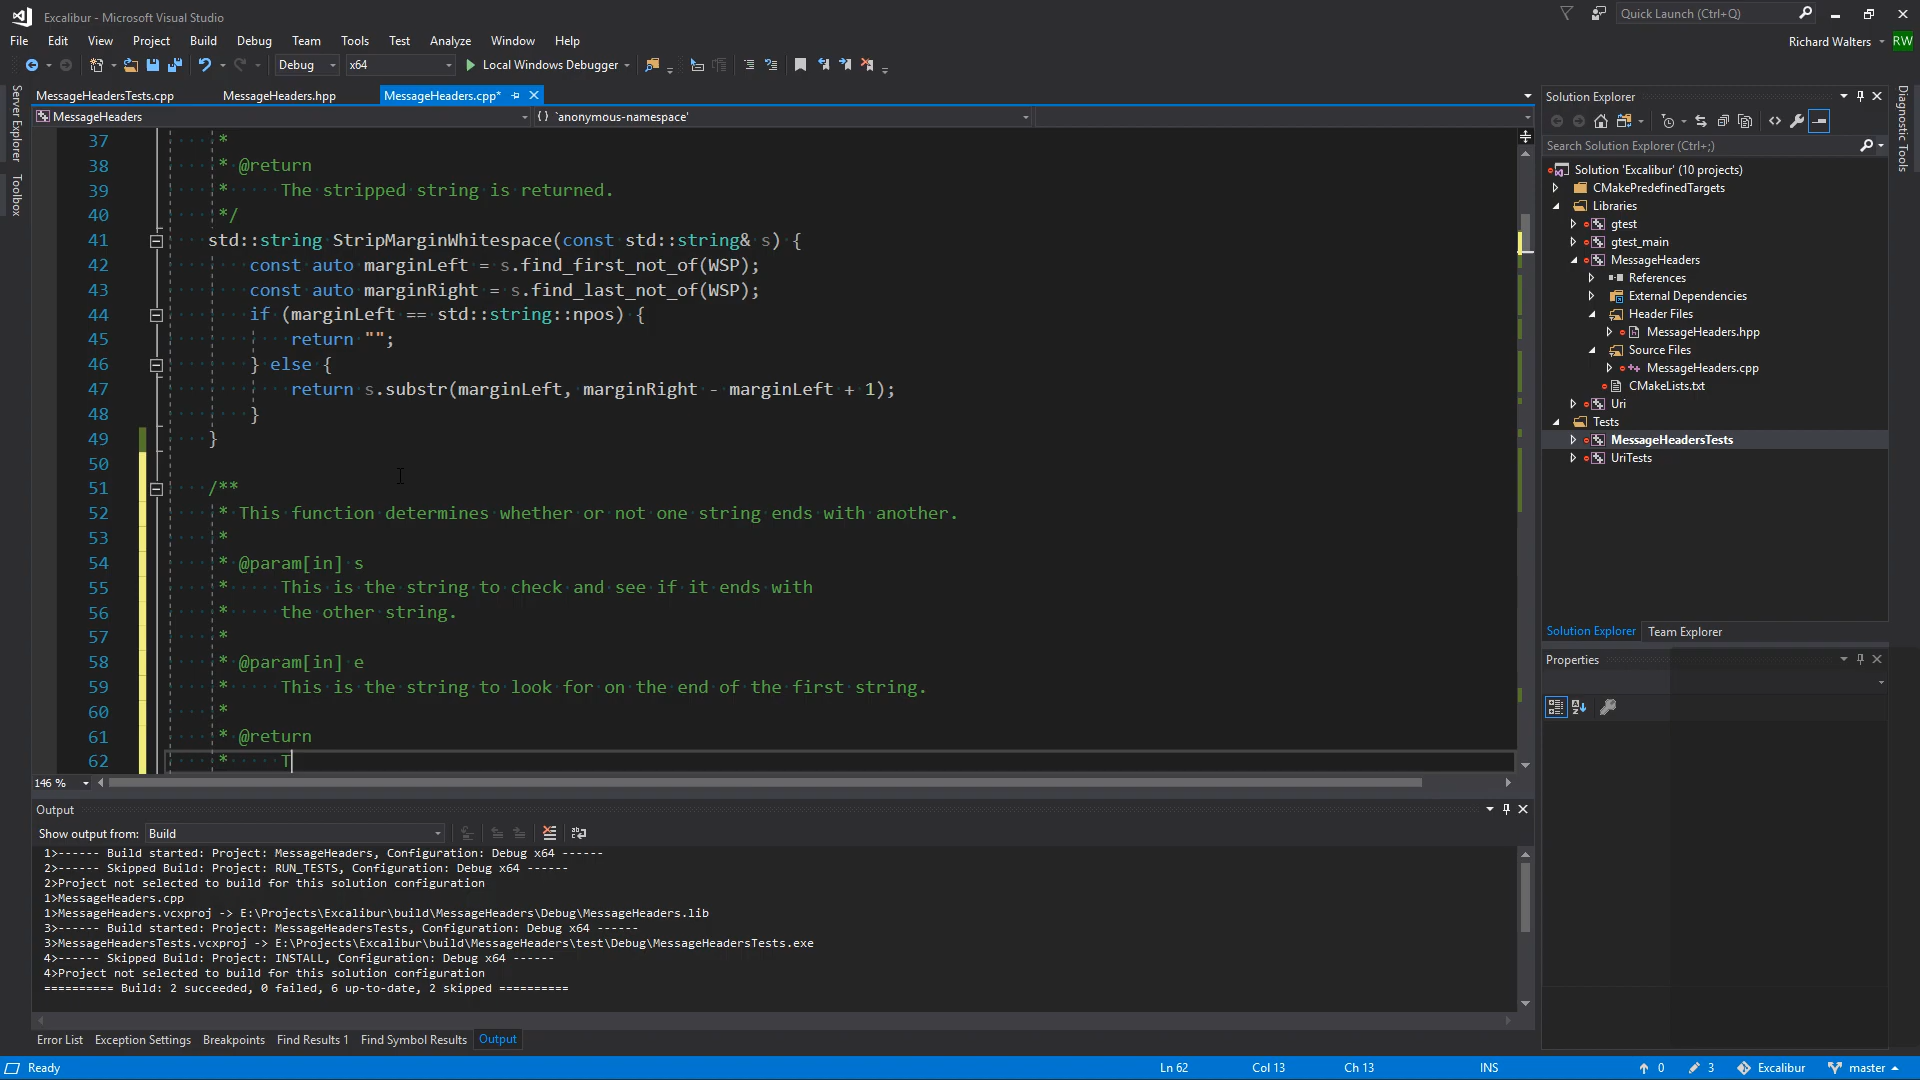 Excalibur - Microsoft Visual Studio
Quick Launch (Ctrl+Q)
File Edit View Project Build Debug Team Tools Test Analyze Window Help
Richard Walters RW
Debug x64 Local Windows Debugger
Server Explorer
Toolbox
MessageHeadersTests.cpp MessageHeaders.hpp MessageHeaders.cpp*
MessageHeaders {} `anonymous-namespace'
37 *
38 * @return
39 * The stripped string is returned.
40 */
41 std::string StripMarginWhitespace(const std::string& s) {
42 const auto marginLeft = s.find_first_not_of(WSP);
43 const auto marginRight = s.find_last_not_of(WSP);
44 if (marginLeft == std::string::npos) {
45 return "";
46 } else {
47 return s.substr(marginLeft, marginRight - marginLeft + 1);
48 }
49 }
50
51 /**
52 * This function determines whether or not one string ends with another.
53 *
54 * @param[in] s
55 * This is the string to check and see if it ends with
56 * the other string.
57 *
58 * @param[in] e
59 * This is the string to look for on the end of the first string.
60 *
61 * @return
62 * T
146 %
Output
Show output from: Build
1>------ Build started: Project: MessageHeaders, Configuration: Debug x64 ------
2>------ Skipped Build: Project: RUN_TESTS, Configuration: Debug x64 ------
2>Project not selected to build for this solution configuration
1>MessageHeaders.cpp
1>MessageHeaders.vcxproj -> E:\Projects\Excalibur\build\MessageHeaders\Debug\MessageHeaders.lib
3>------ Build started: Project: MessageHeadersTests, Configuration: Debug x64 ------
3>MessageHeadersTests.vcxproj -> E:\Projects\Excalibur\build\MessageHeaders\test\Debug\MessageHeadersTests.exe
4>------ Skipped Build: Project: INSTALL, Configuration: Debug x64 ------
4>Project not selected to build for this solution configuration
========== Build: 2 succeeded, 0 failed, 6 up-to-date, 2 skipped ==========
Error List Exception Settings Breakpoints Find Results 1 Find Symbol Results Output
Solution Explorer
Search Solution Explorer (Ctrl+;)
Solution 'Excalibur' (10 projects)
CMakePredefinedTargets
Libraries
gtest
gtest_main
MessageHeaders
References
External Dependencies
Header Files
MessageHeaders.hpp
Source Files
MessageHeaders.cpp
CMakeLists.txt
Uri
Tests
MessageHeadersTests
UriTests
Solution Explorer Team Explorer
Properties
Diagnostic Tools
Ready Ln 62 Col 13 Ch 13 INS 0 3 Excalibur master